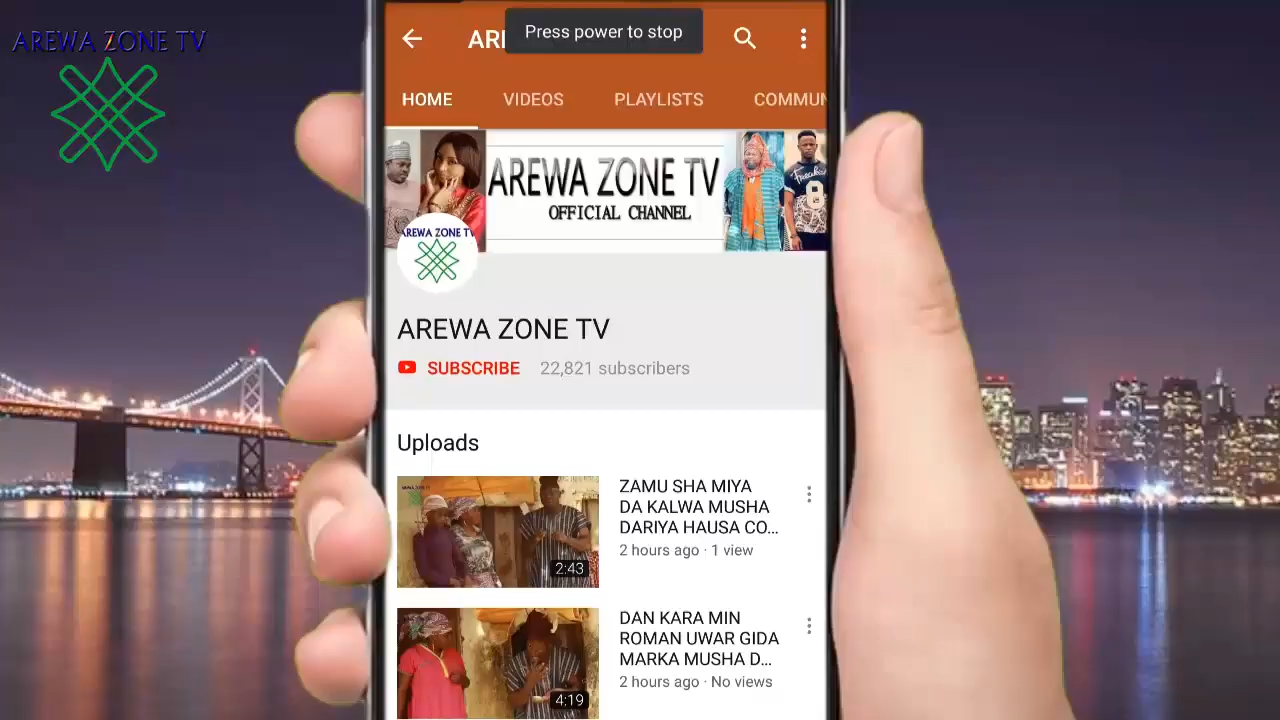 AREWA ZONE TV
Press power to stop
ARE
HOME VIDEOS PLAYLISTS COMMUN
AREWA ZONE TV
OFFICIAL CHANNEL
AREWA ZONE TV
AREWA ZONE TV
SUBSCRIBE 22,821 subscribers
Uploads
ZAMU SHA MIYA
DA KALWA MUSHA
DARIYA HAUSA CO...
2 hours ago · 1 view
2:43
DAN KARA MIN
ROMAN UWAR GIDA
MARKA MUSHA D...
2 hours ago · No views
4:19